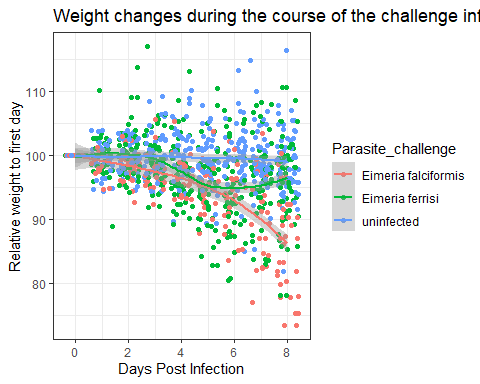 Weight changes during the course of the challenge inf
Relative weight to first day
110
100
90
80
0 2 4 6 8
Days Post Infection
Parasite_challenge
Eimeria falciformis
Eimeria ferrisi
uninfected